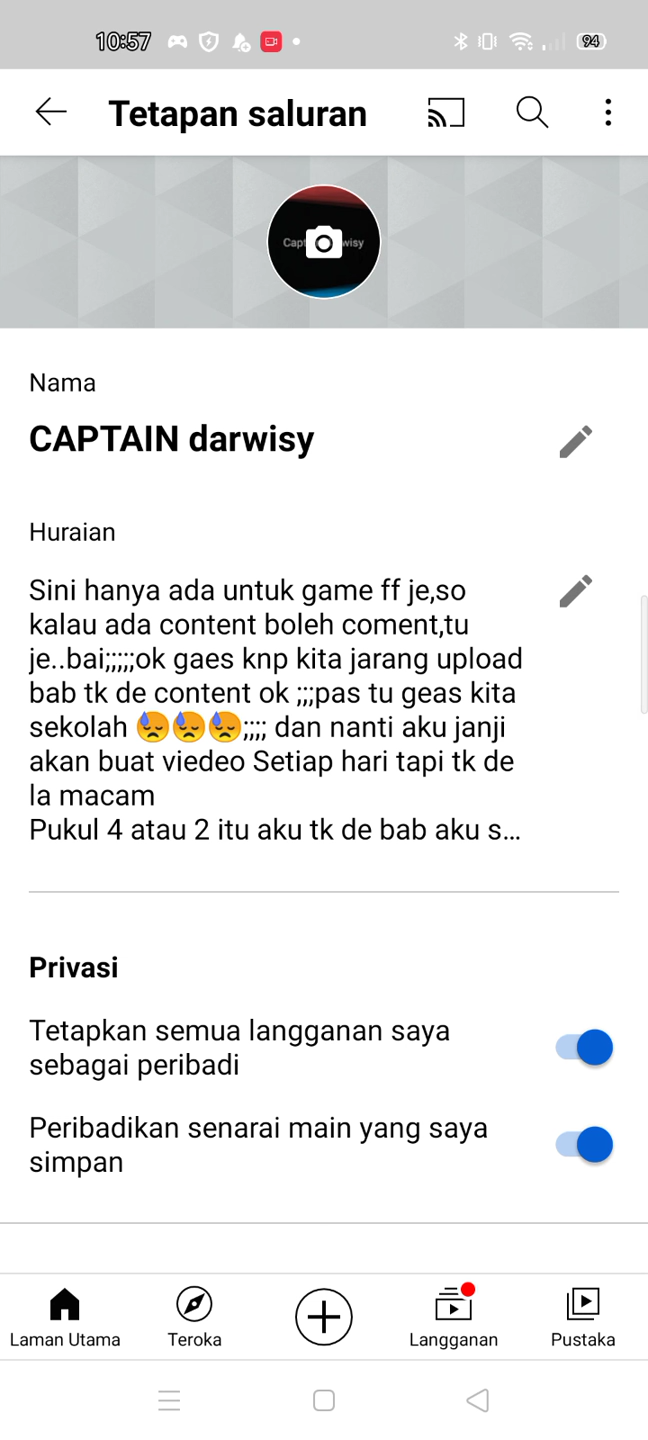 10:57
94
Tetapan saluran
Capt wisy
Nama
CAPTAIN darwisy
Huraian
Sini hanya ada untuk game ff je,so
kalau ada content boleh coment,tu
je..bai;;;;;ok gaes knp kita jarang upload
bab tk de content ok ;;;pas tu geas kita
sekolah 😓😓😓;;;; dan nanti aku janji
akan buat viedeo Setiap hari tapi tk de
la macam
Pukul 4 atau 2 itu aku tk de bab aku s...
Privasi
Tetapkan semua langganan saya
sebagai peribadi
Peribadikan senarai main yang saya
simpan
Laman Utama
Teroka
Langganan
Pustaka